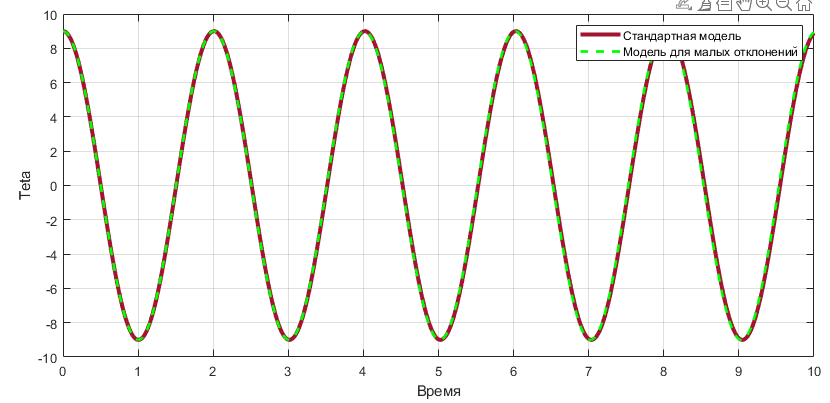 10
8
6
4
2
0
-2
-4
-6
-8
-10
Teta
0 1 2 3 4 5 6 7 8 9 10
Время
Стандартная модель
Модель для малых отклонений